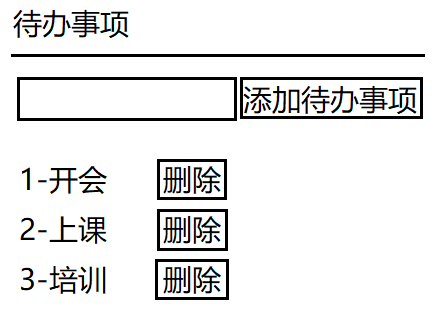 待办事项
添加待办事项
1-开会 删除
2-上课 删除
3-培训 删除